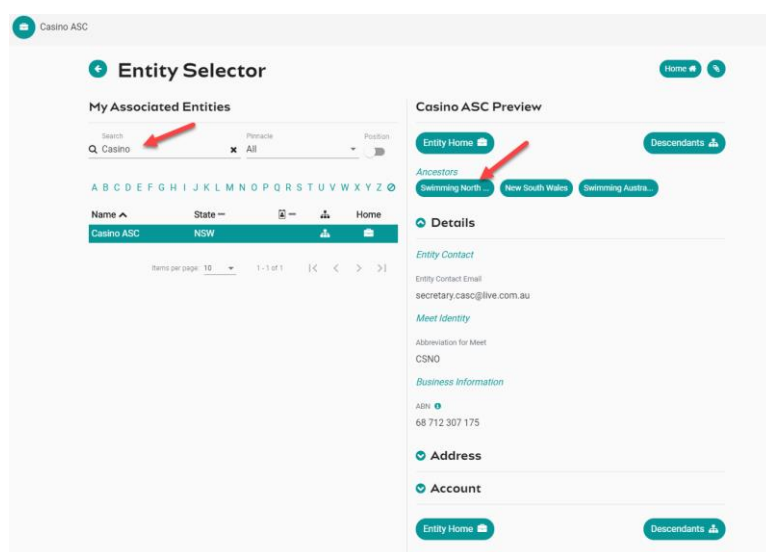 Casino ASC
Entity Selector
Home
My Associated Entities
Search
Casino
Pinnacle
All
Position
A B C D E F G H I J K L M N O P Q R S T U V W X Y Z
Name
State
Home
Casino ASC
NSW
Items per page: 10
1 - 1 of 1
Casino ASC Preview
Entity Home
Descendants
Ancestors
Swimming North ...
New South Wales
Swimming Austra...
Details
Entity Contact
Entity Contact Email
secretary.casc@live.com.au
Meet Identity
Abbreviation for Meet
CSNO
Business Information
ABN
68 712 307 175
Address
Account
Entity Home
Descendants